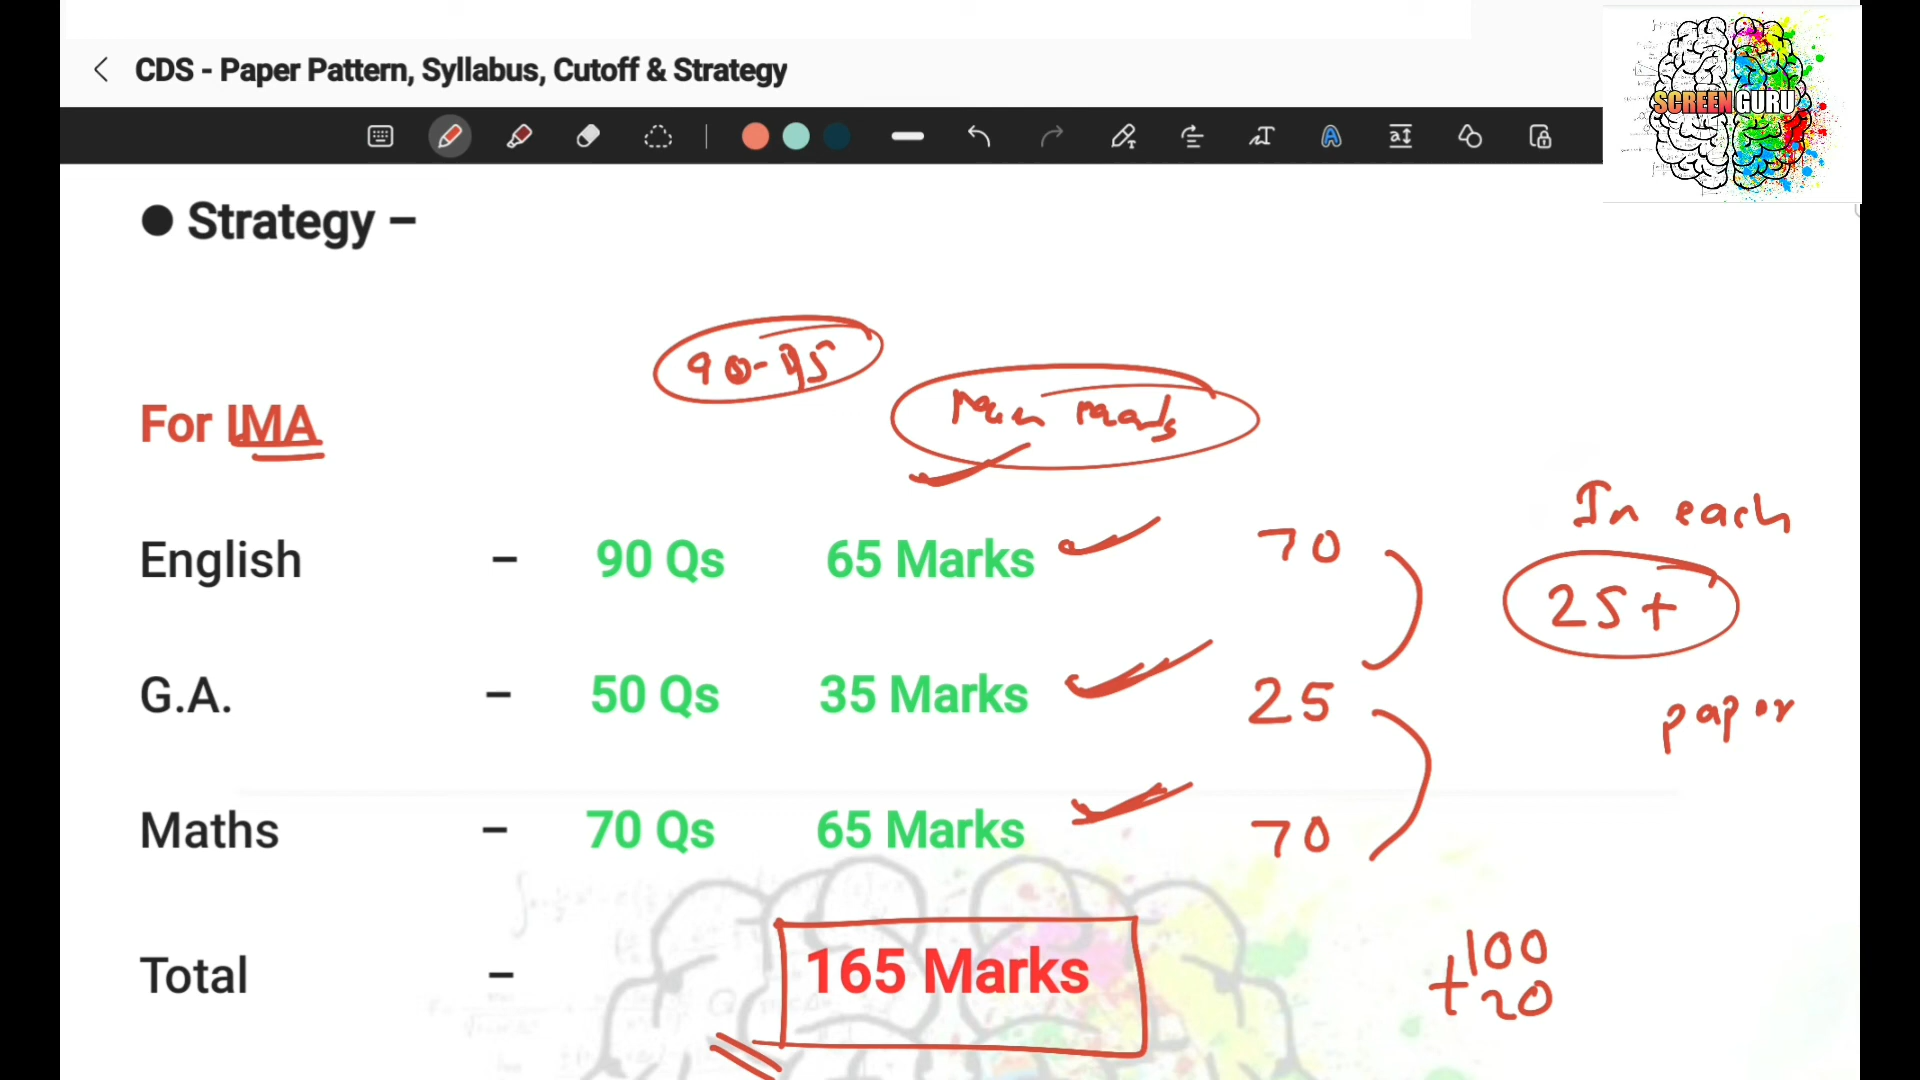 CDS - Paper Pattern, Syllabus, Cutoff & Strategy
SCREEN GURU
● Strategy –
90-95
marks
For IMA
In each
English – 90 Qs 65 Marks 70
25+
G.A. – 50 Qs 35 Marks 25
paper
Maths – 70 Qs 65 Marks 70
100
Total – 165 Marks
+20